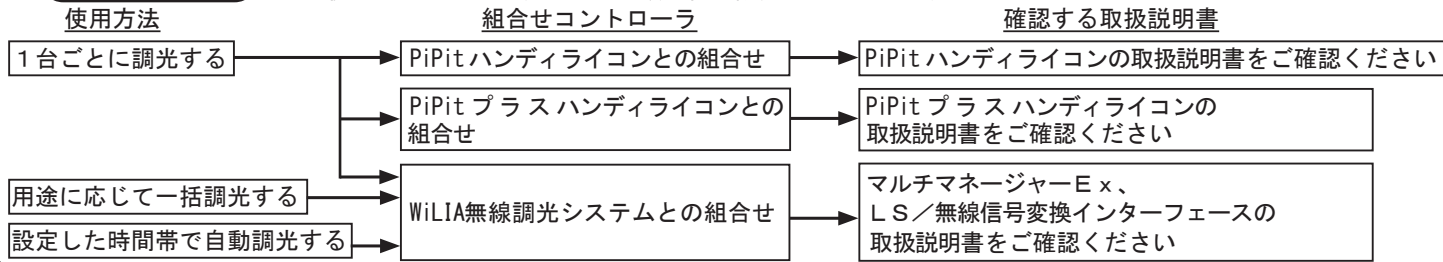 使用方法
組合せコントローラ
確認する取扱説明書
1台ごとに調光する
PiPitハンディライコンとの組合せ
PiPitハンディライコンの取扱説明書をご確認ください
PiPitプラスハンディライコンとの
組合せ
PiPitプラスハンディライコンの
取扱説明書をご確認ください
用途に応じて一括調光する
設定した時間帯で自動調光する
WiLIA無線調光システムとの組合せ
マルチマネージャーEx、
LS/無線信号変換インターフェースの
取扱説明書をご確認ください